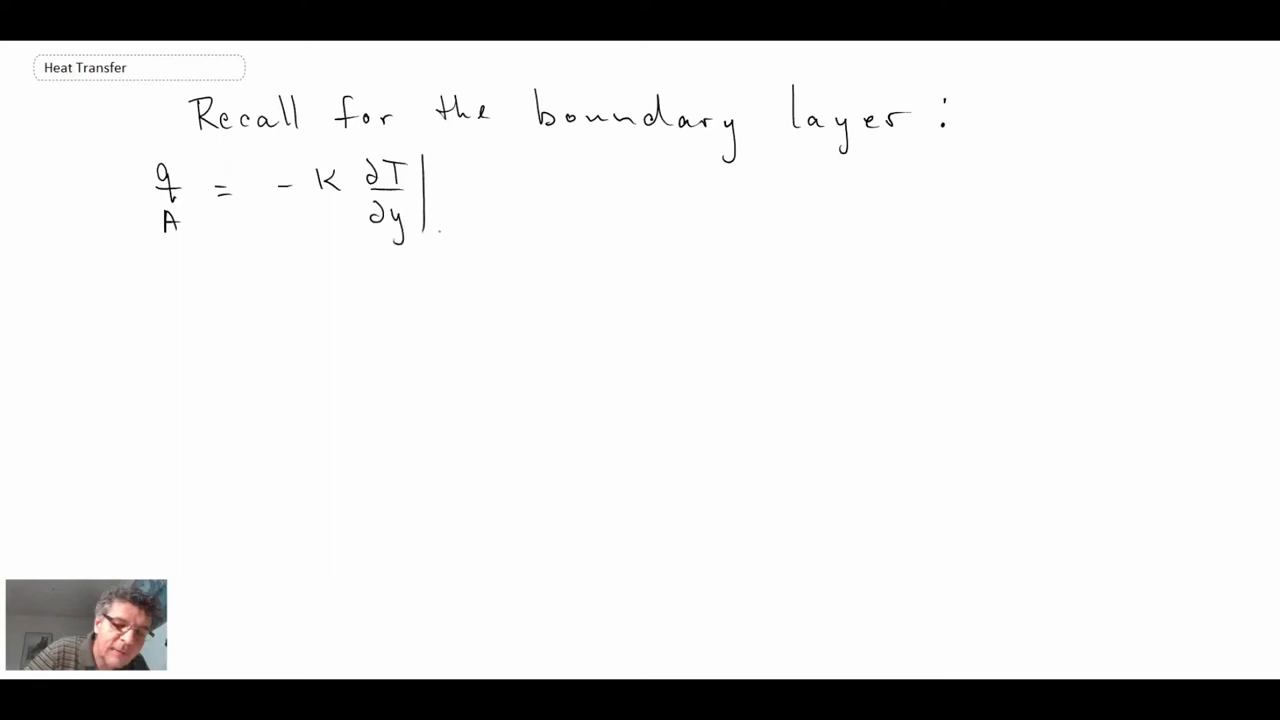 Heat Transfer
Recall for the boundary layer :
q/A = - K ∂T/∂y |